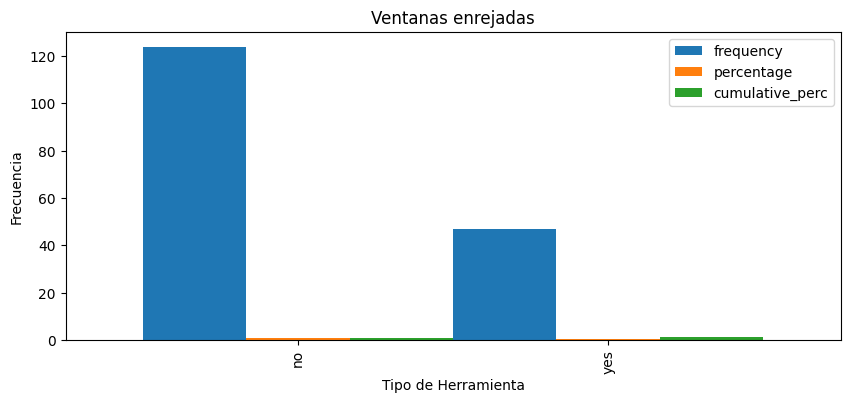 Ventanas enrejadas
frequency
percentage
cumulative_perc
Frecuencia
120
100
80
60
40
20
0
no
yes
Tipo de Herramienta